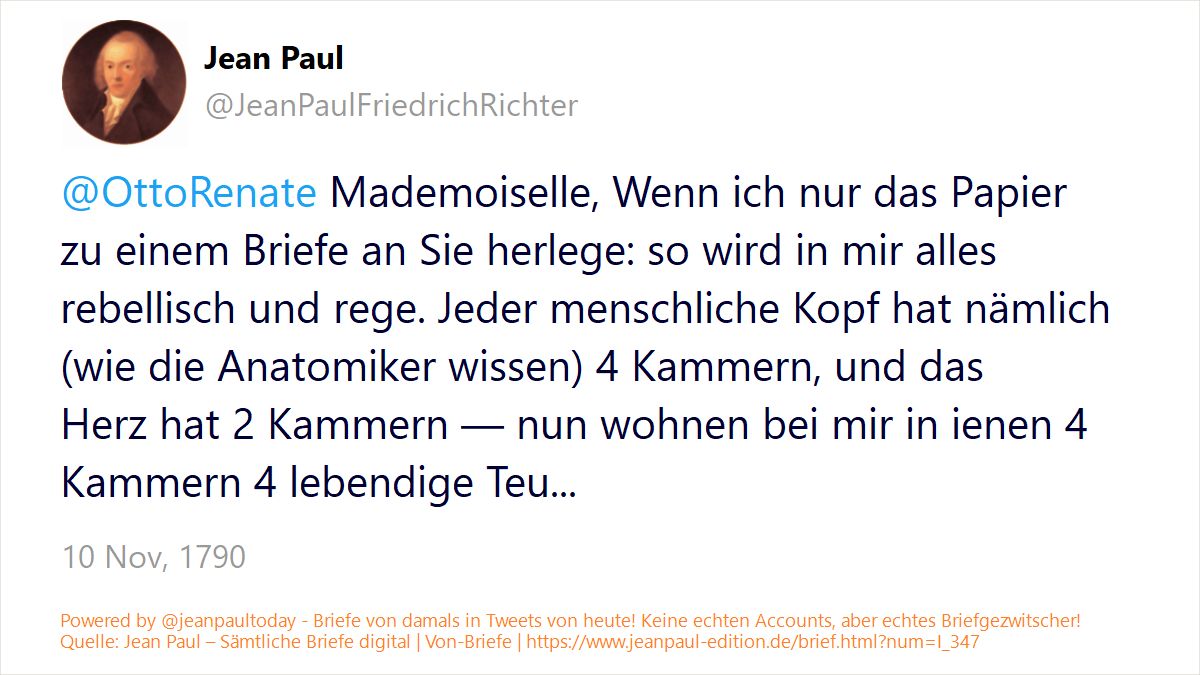 Jean Paul
@JeanPaulFriedrichRichter
@OttoRenate Mademoiselle, Wenn ich nur das Papier
zu einem Briefe an Sie herlege: so wird in mir alles
rebellisch und rege. Jeder menschliche Kopf hat nämlich
(wie die Anatomiker wissen) 4 Kammern, und das
Herz hat 2 Kammern — nun wohnen bei mir in ienen 4
Kammern 4 lebendige Teu...
10 Nov, 1790
Powered by @jeanpaultoday - Briefe von damals in Tweets von heute! Keine echten Accounts, aber echtes Briefgezwitscher!
Quelle: Jean Paul – Sämtliche Briefe digital | Von-Briefe | https://www.jeanpaul-edition.de/brief.html?num=I_347